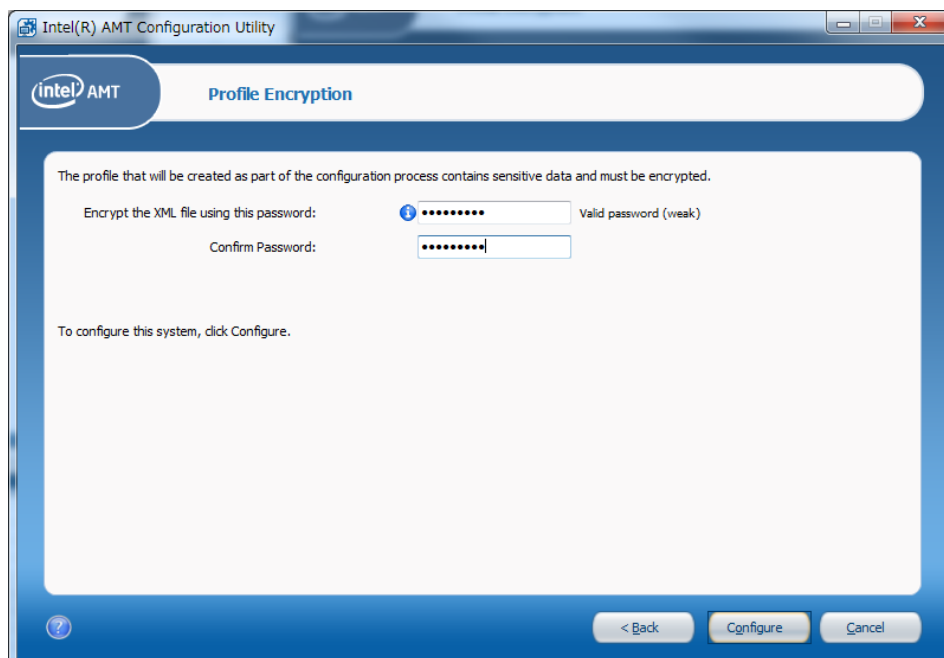 Intel(R) AMT Configuration Utility
intel AMT
Profile Encryption
The profile that will be created as part of the configuration process contains sensitive data and must be encrypted.
Encrypt the XML file using this password: ••••••••• Valid password (weak)
Confirm Password: •••••••••
To configure this system, click Configure.
< Back Configure Cancel